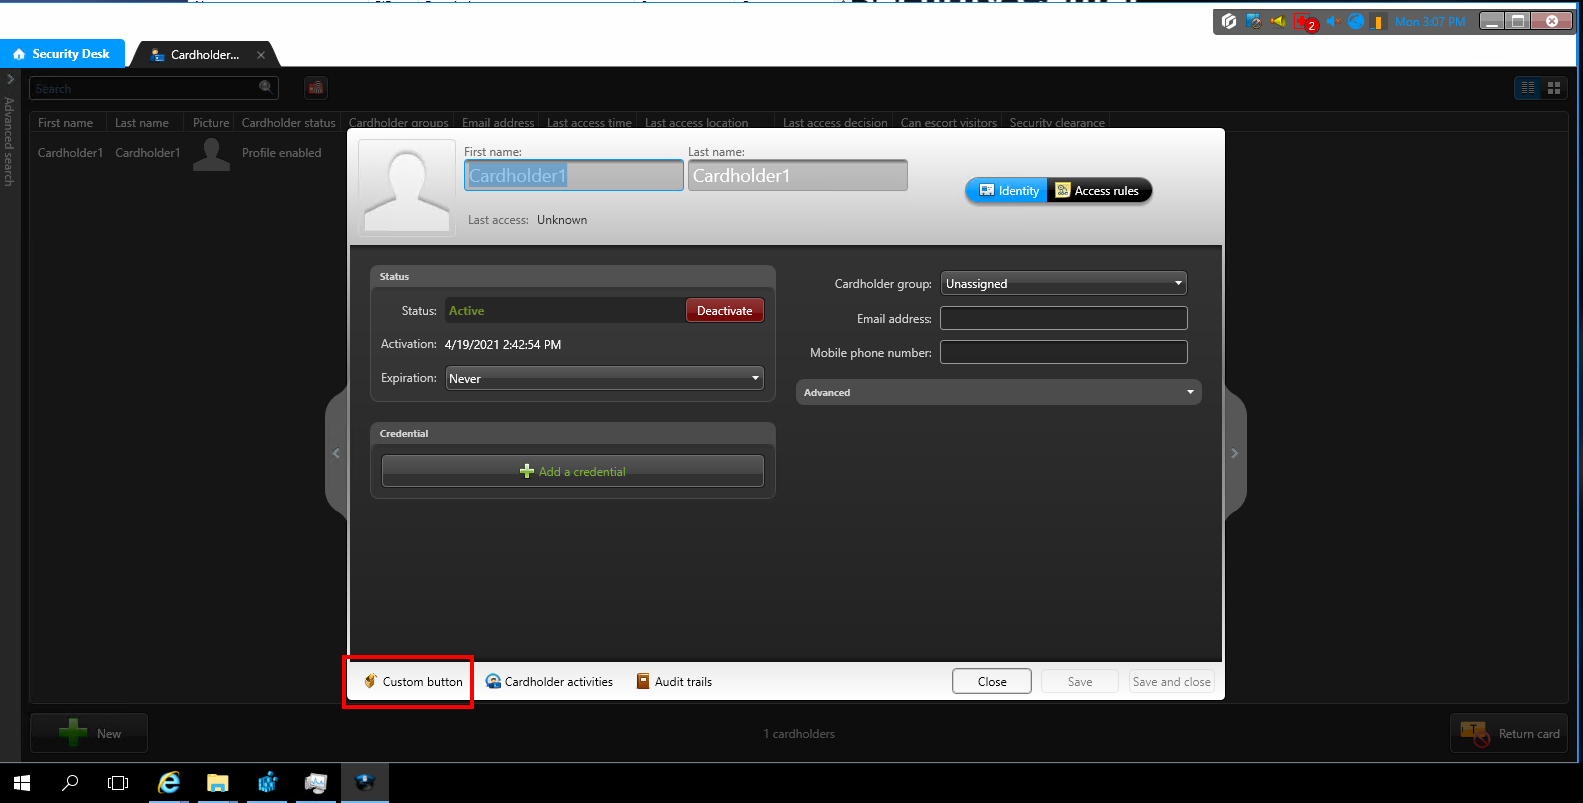 2
Mon 3:07 PM
Security Desk
Cardholder...
Search
Advanced search
First name Last name Picture Cardholder status Cardholder groups Email address Last access time Last access location Last access decision Can escort visitors Security clearance
Cardholder1 Cardholder1 Profile enabled
First name: Last name:
Cardholder1 Cardholder1
Identity Access rules
Last access: Unknown
Status
Status: Active Deactivate
Activation: 4/19/2021 2:42:54 PM
Expiration: Never
Cardholder group: Unassigned
Email address:
Mobile phone number:
Advanced
Credential
Add a credential
Custom button Cardholder activities Audit trails Close Save Save and close
New 1 cardholders Return card